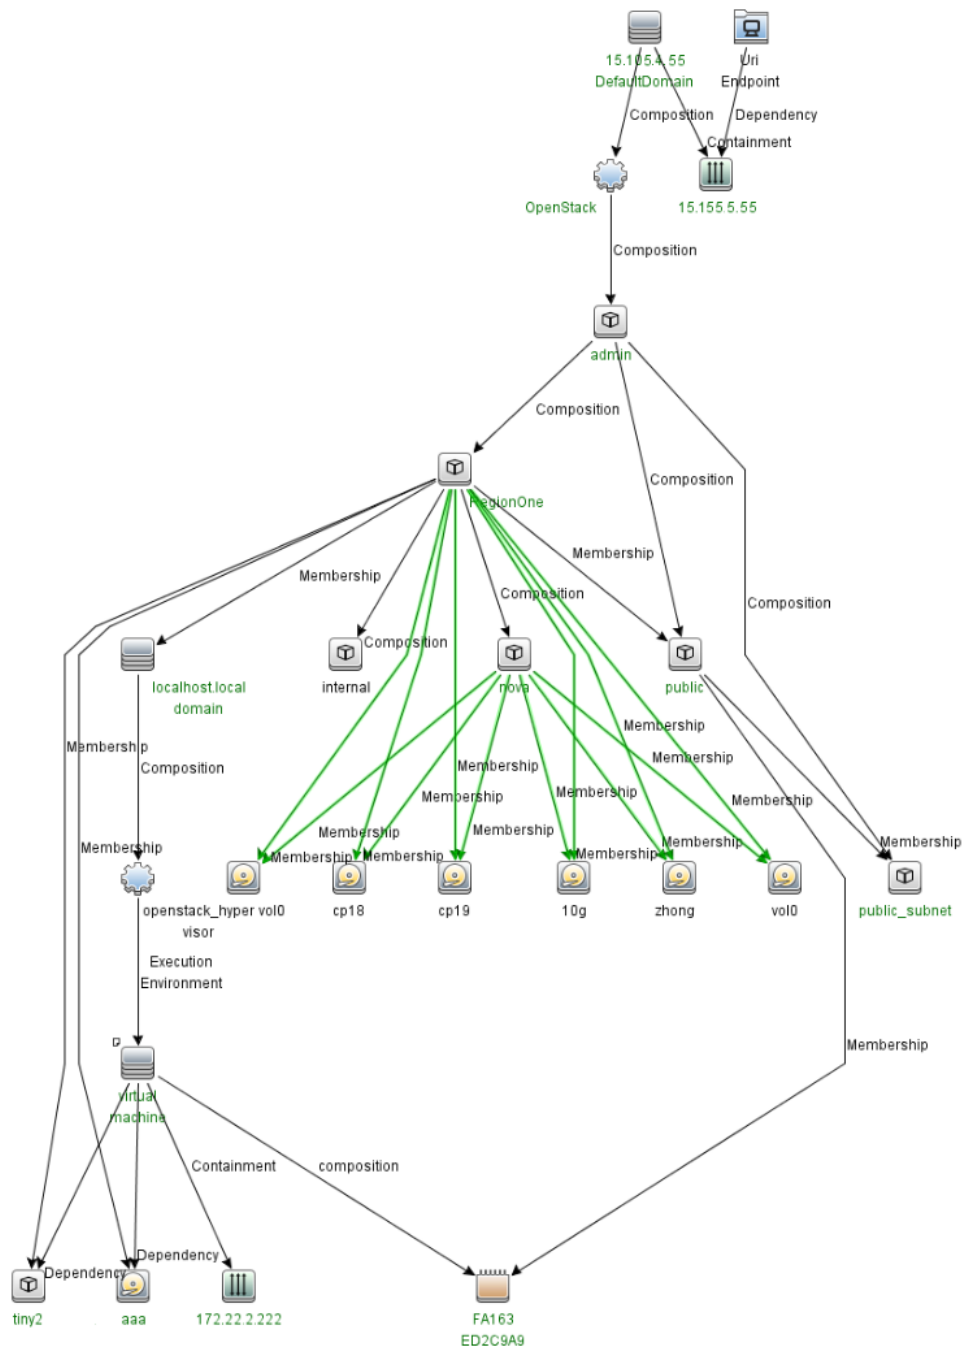 15.105.4.55
DefaultDomain
Uri
Endpoint
Composition
Dependency
Containment
OpenStack
15.155.5.55
Composition
admin
Composition
Composition
RegionOne
Membership
Membership
Composition
Composition
Composition
localhost.local
domain
internal
nova
public
Membership
Membership
Composition
Membership
Membership
Membership
Membership
Membership
Membership
Membership
Membership
Membership
Membership
Membership
Membership
Membership
Membership
openstack_hyper
visor
vol0
cp18
cp19
10g
zhong
vol0
public_subnet
Execution
Environment
Membership
virtual
machine
Containment
composition
Dependency
Dependency
tiny2
aaa
172.22.2.222
FA163
ED2C9A9